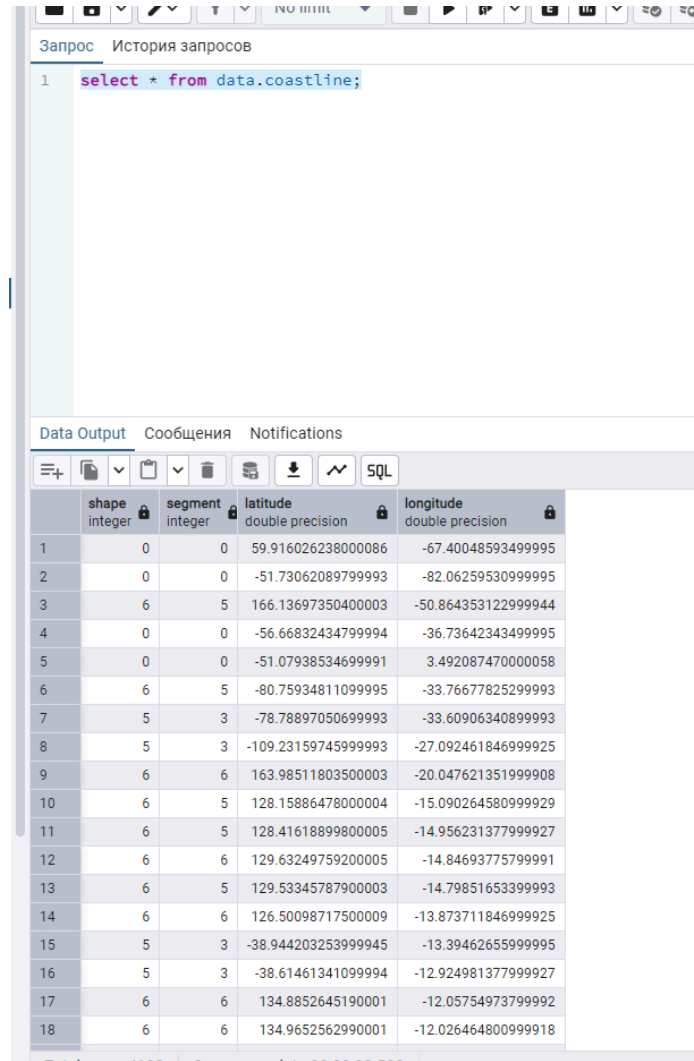 No limit
Запрос История запросов
1 select * from data.coastline;
Data Output Сообщения Notifications
SQL
shape segment latitude longitude
integer integer double precision double precision
1 0 0 59.916026238000086 -67.40048593499995
2 0 0 -51.73062089799993 -82.06259530999995
3 6 5 166.13697350400003 -50.864353122999944
4 0 0 -56.66832434799994 -36.73642343499995
5 0 0 -51.07938534699991 3.492087470000058
6 6 5 -80.75934811099995 -33.76677825299993
7 5 3 -78.78897050699993 -33.60906340899993
8 5 3 -109.23159745999993 -27.092461846999925
9 6 6 163.98511803500003 -20.047621351999908
10 6 5 128.15886478000004 -15.090264580999929
11 6 5 128.41618899800005 -14.956231377999927
12 6 6 129.63249759200005 -14.84693775799991
13 6 5 129.53345787900003 -14.79851653399993
14 6 6 126.50098717500009 -13.873711846999925
15 5 3 -38.944203253999945 -13.39462655999995
16 5 3 -38.61461341099994 -12.924981377999927
17 6 6 134.8852645190001 -12.05754973799992
18 6 6 134.9652562990001 -12.026464800999918